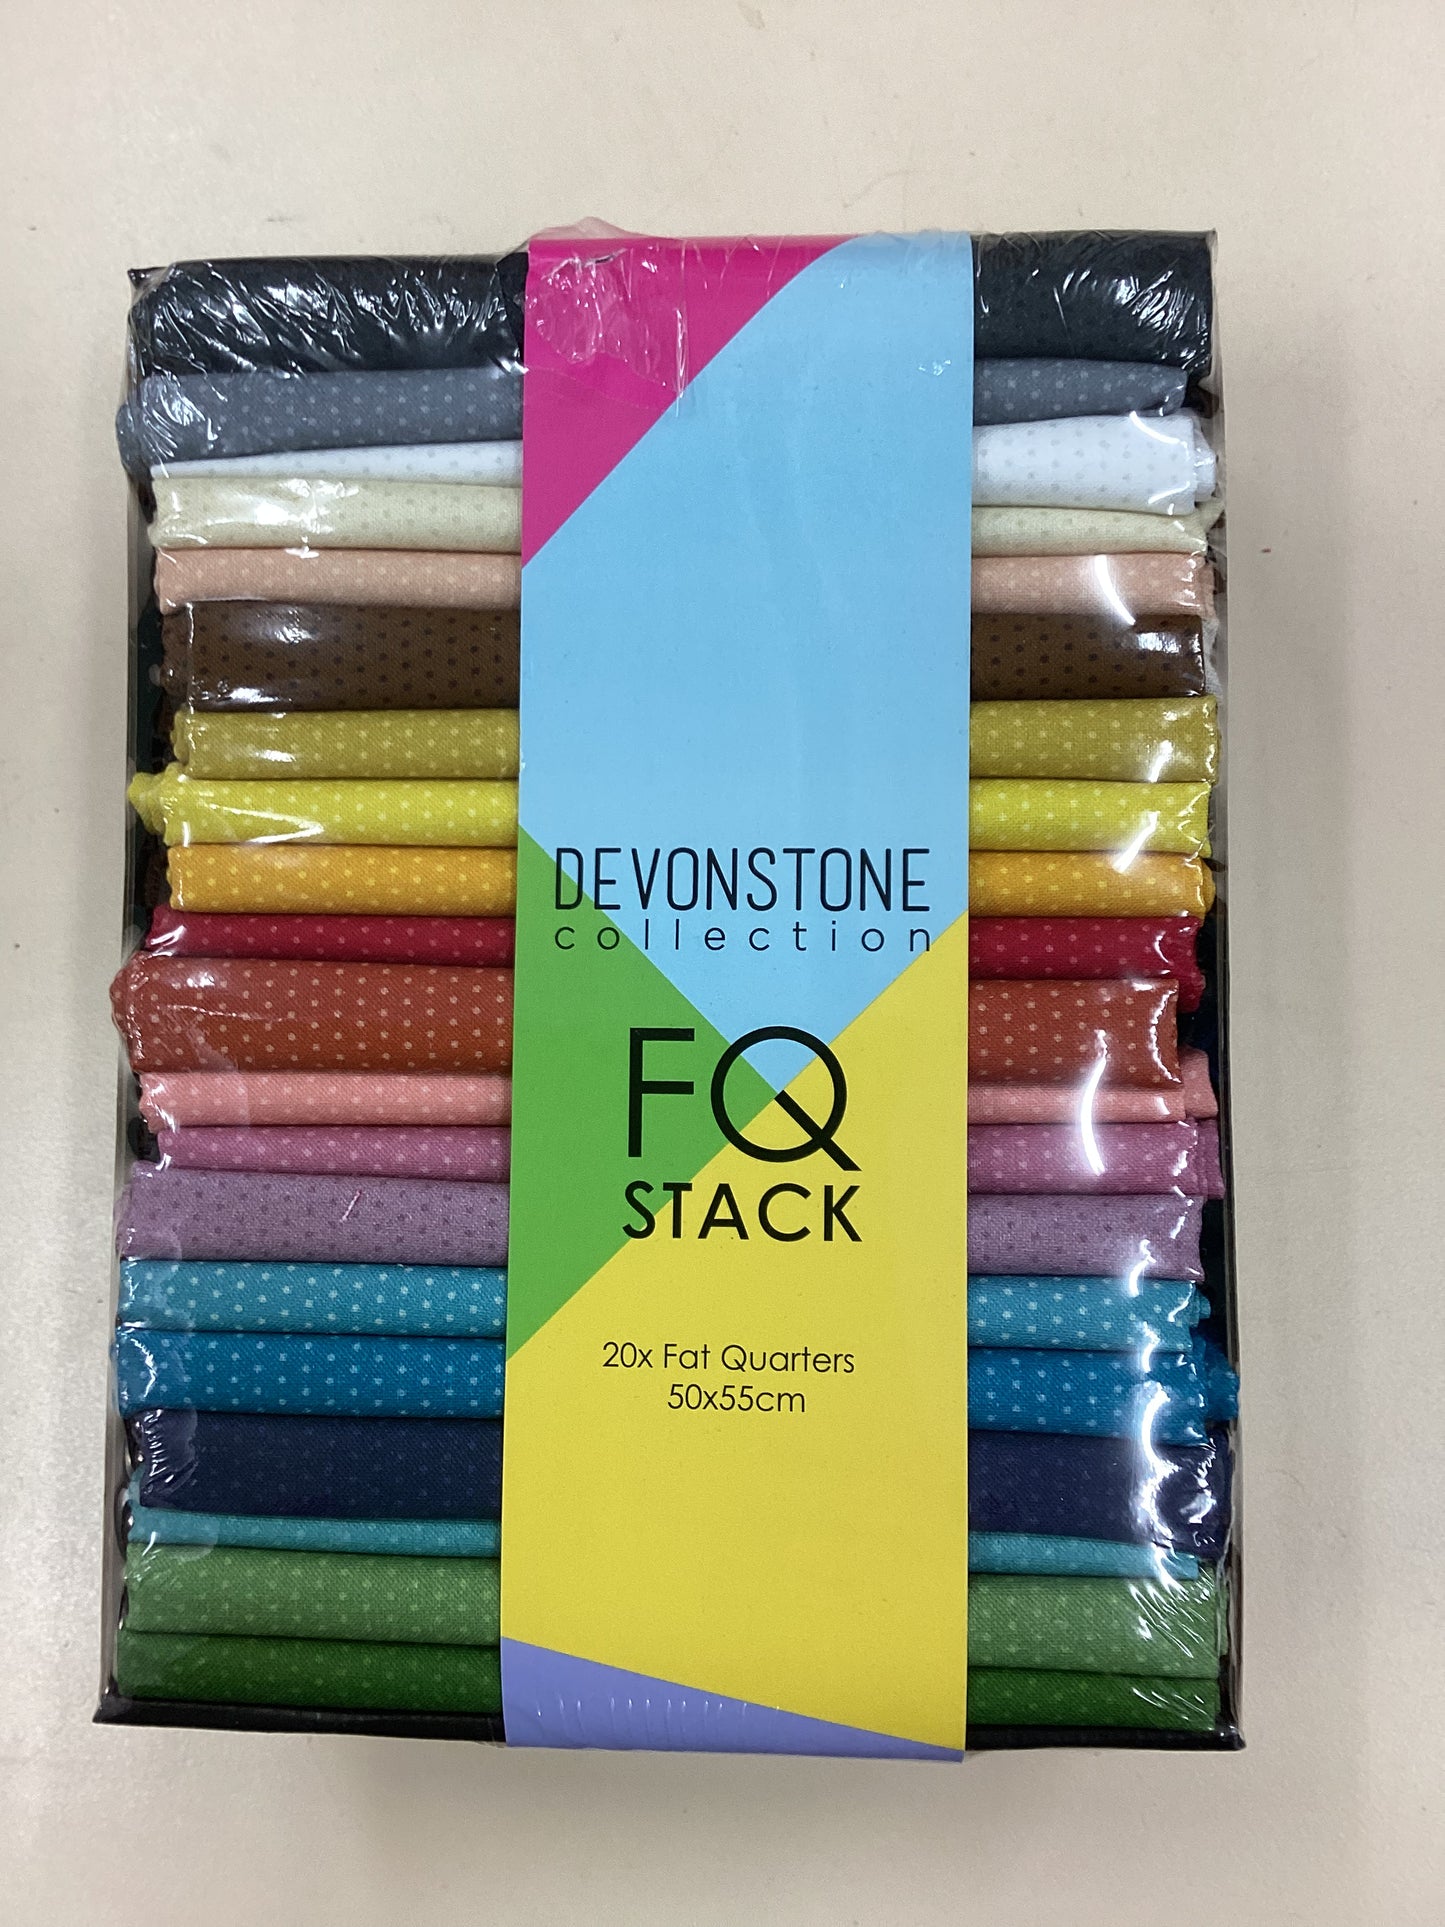 DEVONSTONE
collection
FQ
STACK
20x Fat Quarters
50x55cm